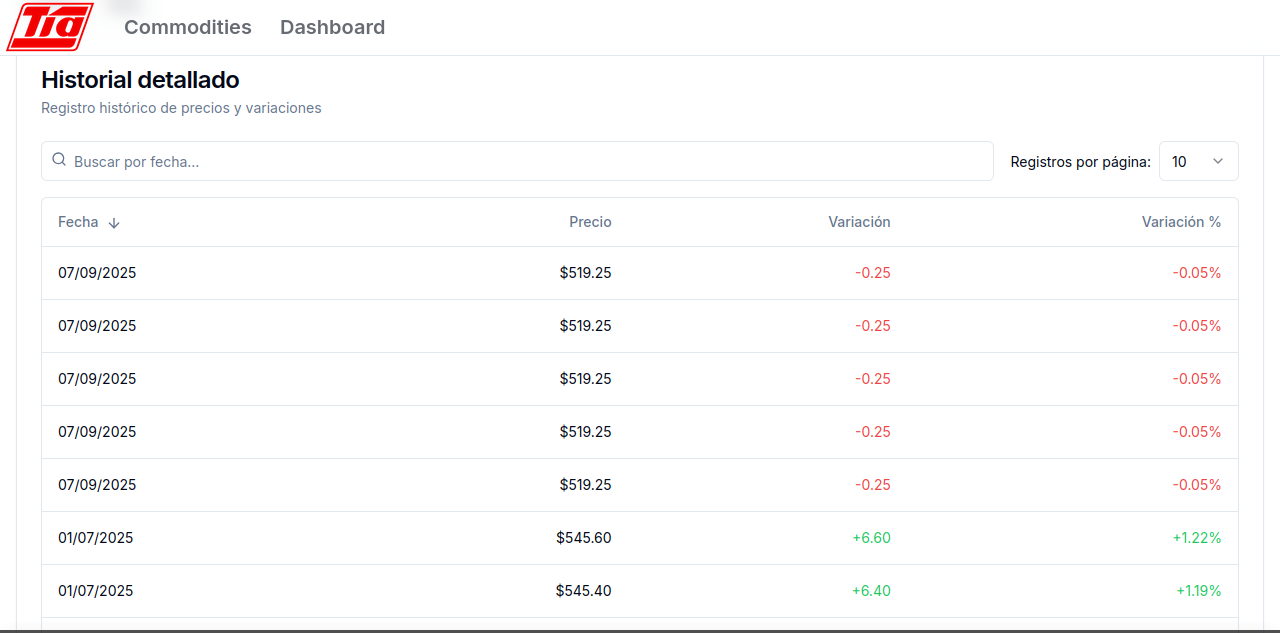 Tía Commodities Dashboard
Historial detallado
Registro histórico de precios y variaciones
Buscar por fecha... Registros por página: 10
Fecha ↓ Precio Variación Variación %
07/09/2025 $519.25 -0.25 -0.05%
07/09/2025 $519.25 -0.25 -0.05%
07/09/2025 $519.25 -0.25 -0.05%
07/09/2025 $519.25 -0.25 -0.05%
07/09/2025 $519.25 -0.25 -0.05%
01/07/2025 $545.60 +6.60 +1.22%
01/07/2025 $545.40 +6.40 +1.19%